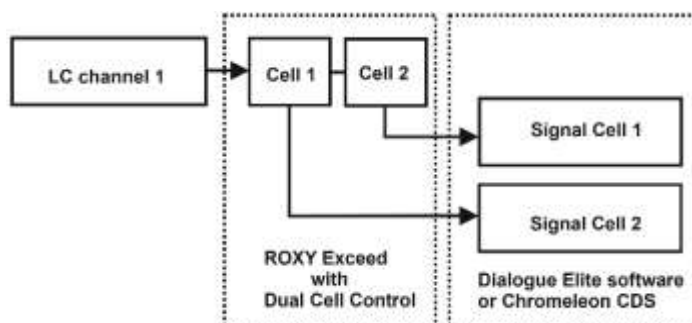 LC channel 1
Cell 1
Cell 2
Signal Cell 1
Signal Cell 2
ROXY Exceed
with
Dual Cell Control
Dialogue Elite software
or Chromeleon CDS